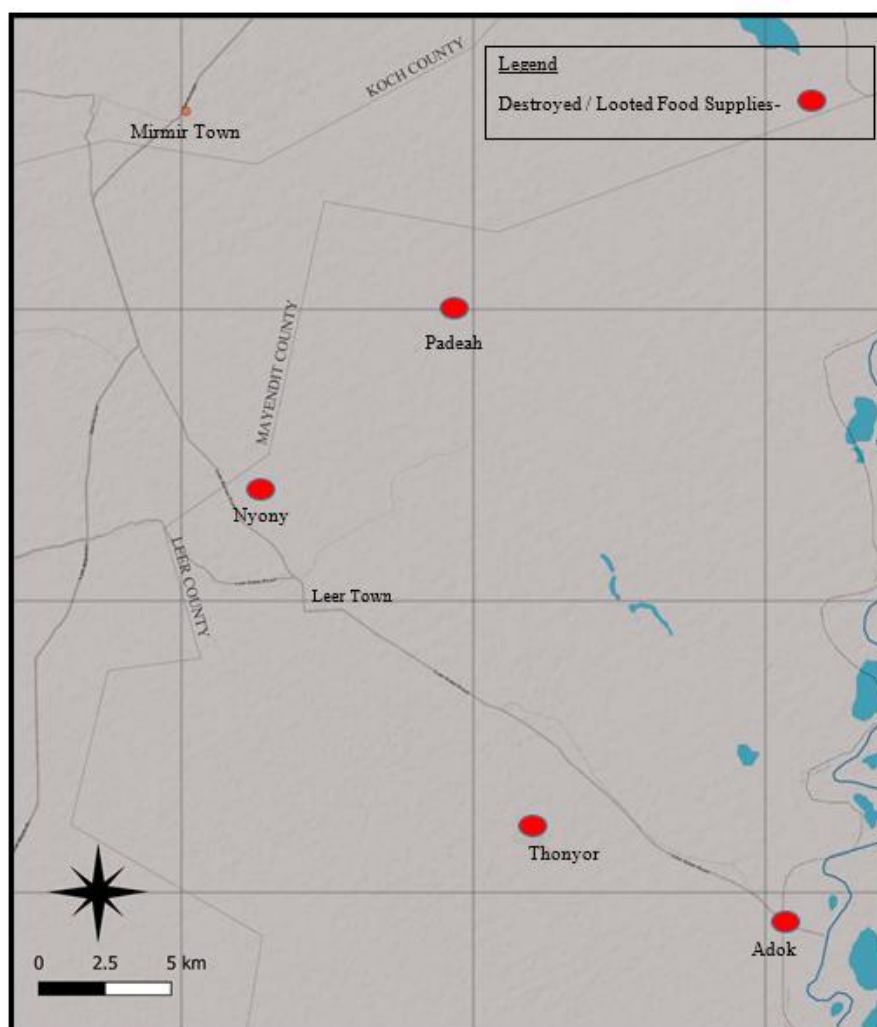 Legend
Destroyed / Looted Food Supplies-
KOCH COUNTY
Mirmir Town
MAYENDIT COUNTY
Padeah
Nyony
LEER COUNTY
Leer Town
Thonyor
Adok
0 2.5 5 km